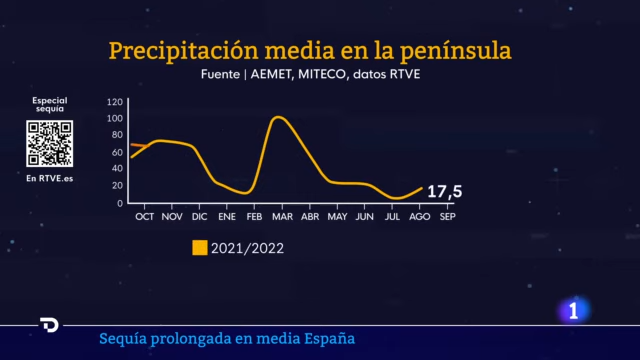 Precipitación media en la península
Fuente | AEMET, MITECO, datos RTVE
Especial
sequía
En RTVE.es
120
100
80
60
40
20
0
OCT NOV DIC ENE FEB MAR ABR MAY JUN JUL AGO SEP
17,5
2021/2022
1
Sequía prolongada en media España